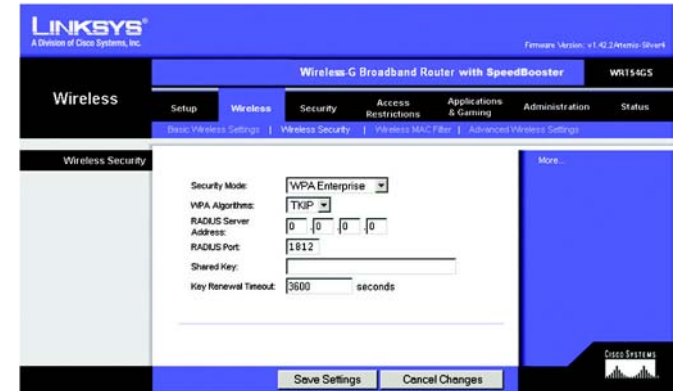 LINKSYS®
A Division of Cisco Systems, Inc.
Firmware Version: v1.42.2Artemis-Silver4
Wireless-G Broadband Router with SpeedBooster
WRT54GS
Wireless
Setup
Wireless
Security
Access
Restrictions
Applications
& Gaming
Administration
Status
Basic Wireless Settings | Wireless Security | Wireless MAC Filter | Advanced Wireless Settings
Wireless Security
More...
Security Mode: WPA Enterprise
WPA Algorithms: TKIP
RADIUS Server
Address: 0 .0 .0 .0
RADIUS Port: 1812
Shared Key:
Key Renewal Timeout: 3600 seconds
CISCO SYSTEMS
Save Settings
Cancel Changes